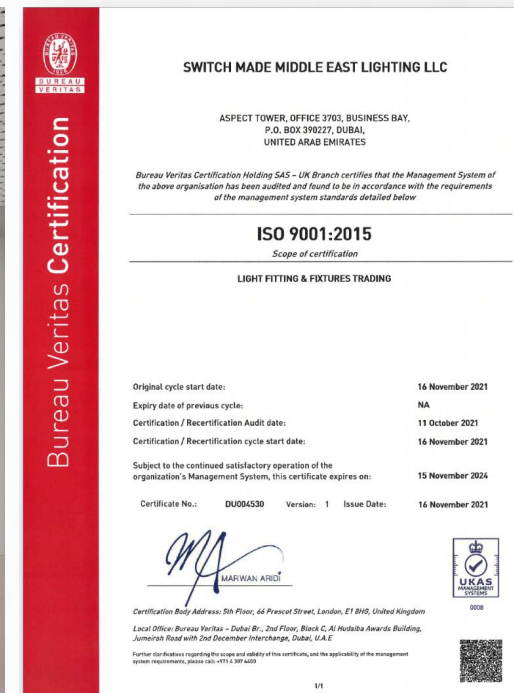 BUREAU
VERITAS
Bureau Veritas Certification
SWITCH MADE MIDDLE EAST LIGHTING LLC
ASPECT TOWER, OFFICE 3703, BUSINESS BAY,
P.O. BOX 390227, DUBAI,
UNITED ARAB EMIRATES
Bureau Veritas Certification Holding SAS – UK Branch certifies that the Management System of
the above organisation has been audited and found to be in accordance with the requirements
of the management system standards detailed below
ISO 9001:2015
Scope of certification
LIGHT FITTING & FIXTURES TRADING
Original cycle start date: 16 November 2021
Expiry date of previous cycle: NA
Certification / Recertification Audit date: 11 October 2021
Certification / Recertification cycle start date: 16 November 2021
Subject to the continued satisfactory operation of the
organization's Management System, this certificate expires on: 15 November 2024
Certificate No.: DU004530 Version: 1 Issue Date: 16 November 2021
MARWAN ARIDI
UKAS
MANAGEMENT
SYSTEMS
0008
Certification Body Address: 5th Floor, 66 Prescot Street, London, E1 8HG, United Kingdom
Local Office: Bureau Veritas – Dubai Br., 2nd Floor, Block C, Al Hudaiba Awards Building,
Jumeirah Road with 2nd December Interchange, Dubai, U.A.E
Further clarifications regarding the scope and validity of this certificate, and the applicability of the management
system requirements, please call: +971 4 307 4400
1/1